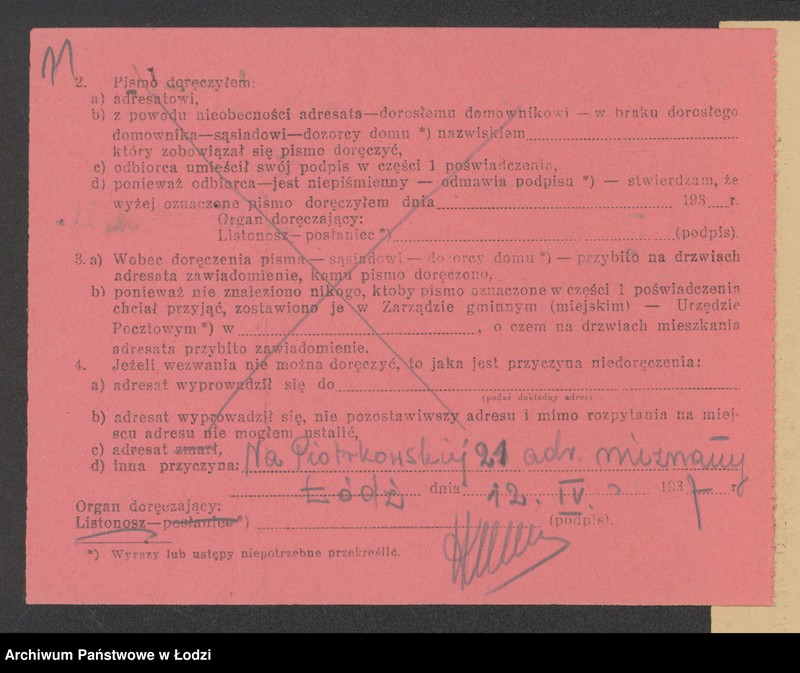 2. Pismo doręczyłem:
a) adresatowi,
b) z powodu nieobecności adresata—dorosłemu domownikowi — w braku dorosłego
domownika—sąsiadowi—dozorcy domu *) nazwiskiem
który zobowiązał się pismo doręczyć,
c) odbiorca umieścił swój podpis w części 1 poświadczenia,
d) ponieważ odbiorca—jest niepiśmienny — odmawia podpisu *) — stwierdzam, że
wyżej oznaczone pismo doręczyłem dnia 193 r.
Organ doręczający:
Listonosz—posłaniec *) (podpis).
3. a) Wobec doręczenia pisma — sąsiadowi — dozorcy domu *) — przybito na drzwiach
adresata zawiadomienie, komu pismo doręczono,
b) ponieważ nie znaleziono nikogo, ktoby pismo oznaczone w części 1 poświadczenia
chciał przyjąć, zostawiono je w Zarządzie gminnym (miejskim) — Urzędzie
Pocztowym *) w , o czem na drzwiach mieszkania
adresata przybito zawiadomienie.
4. Jeżeli wezwania nie można doręczyć, to jaka jest przyczyna niedoręczenia:
a) adresat wyprowadził się do
(podać dokładny adres)
b) adresat wyprowadził się, nie pozostawiwszy adresu i mimo rozpytania na miej-
scu adresu nie mogłem ustalić,
c) adresat zmarł,
d) inna przyczyna: Na Piotrkowskiej 21 adr. nieznany
Łódź dnia 12. IV. 1937 r.
Organ doręczający:
Listonosz—posłaniec *) (podpis).
*) Wyrazy lub ustępy niepotrzebne przekreślić.
Archiwum Państwowe w Łodzi